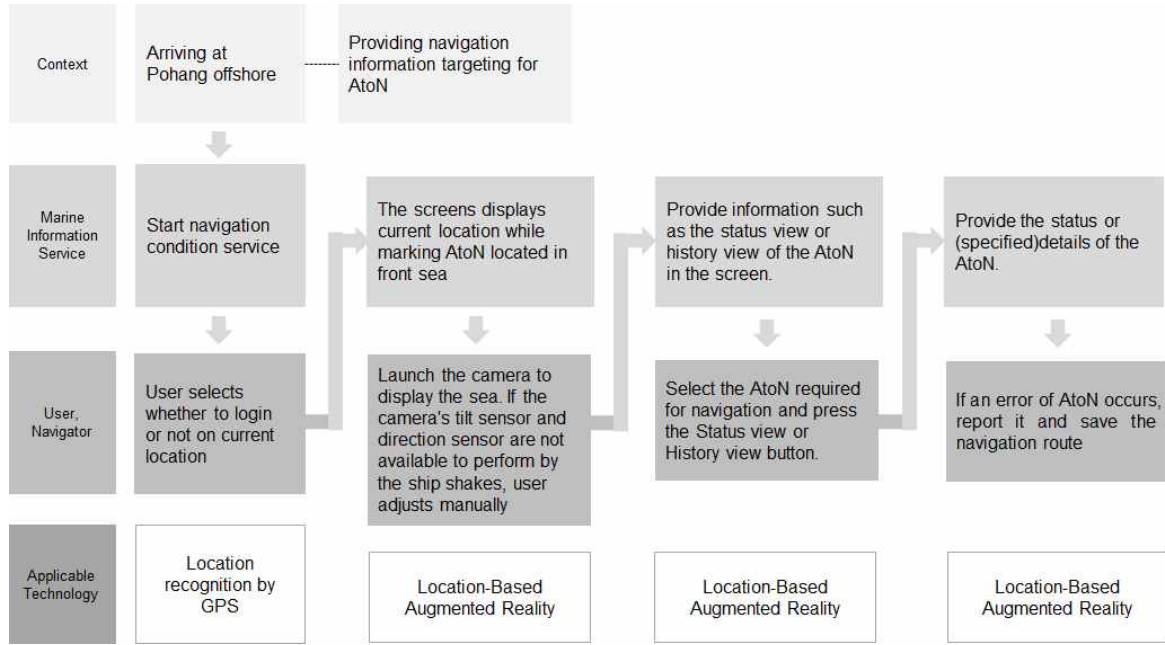 Context
Arriving at
Pohang offshore
Providing navigation
information targeting for
AtoN
Marine
Information
Service
Start navigation
condition service
The screens displays
current location while
marking AtoN located in
front sea
Provide information such
as the status view or
history view of the AtoN
in the screen.
Provide the status or
(specified)details of the
AtoN.
User,
Navigator
User selects
whether to login
or not on current
location
Launch the camera to
display the sea. If the
camera's tilt sensor and
direction sensor are not
available to perform by
the ship shakes, user
adjusts manually
Select the AtoN required
for navigation and press
the Status view or
History view button.
If an error of AtoN occurs,
report it and save the
navigation route
Applicable
Technology
Location
recognition by
GPS
Location-Based
Augmented Reality
Location-Based
Augmented Reality
Location-Based
Augmented Reality